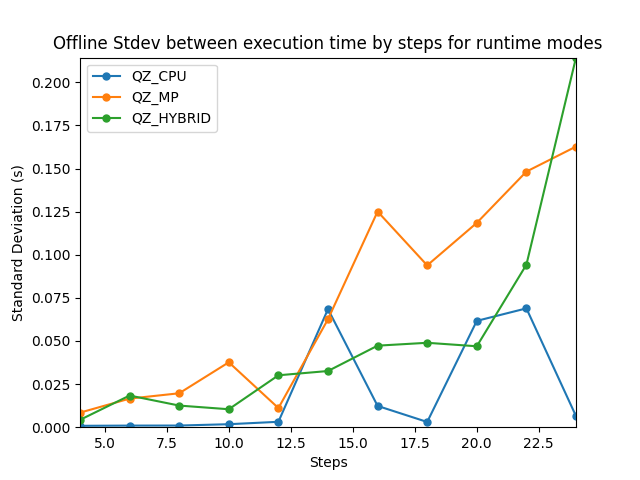 Offline Stdev between execution time by steps for runtime modes
QZ_CPU
QZ_MP
QZ_HYBRID
Standard Deviation (s)
0.200
0.175
0.150
0.125
0.100
0.075
0.050
0.025
0.000
5.0 7.5 10.0 12.5 15.0 17.5 20.0 22.5
Steps